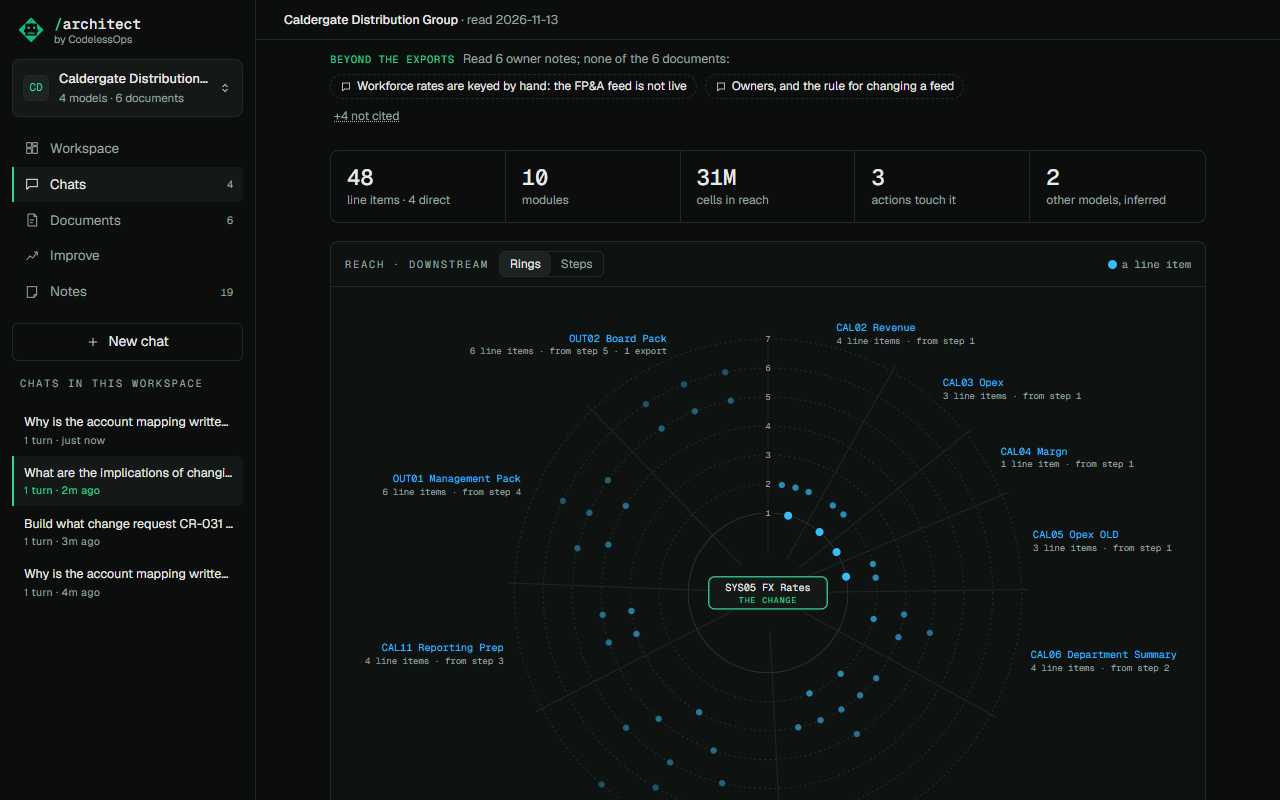 /architect
by CodelessOps
CD
Caldergate Distribution...
4 models · 6 documents
Workspace
Chats 4
Documents 6
Improve
Notes 19
+ New chat
CHATS IN THIS WORKSPACE
Why is the account mapping writte...
1 turn · just now
What are the implications of changi...
1 turn · 2m ago
Build what change request CR-031 ...
1 turn · 3m ago
Why is the account mapping writte...
1 turn · 4m ago
Caldergate Distribution Group · read 2026-11-13
BEYOND THE EXPORTS Read 6 owner notes; none of the 6 documents:
Workforce rates are keyed by hand: the FP&A feed is not live
Owners, and the rule for changing a feed
+4 not cited
48
line items · 4 direct
10
modules
31M
cells in reach
3
actions touch it
2
other models, inferred
REACH · DOWNSTREAM
Rings
Steps
a line item
OUT02 Board Pack
6 line items · from step 5 · 1 export
CAL02 Revenue
4 line items · from step 1
CAL03 Opex
3 line items · from step 1
CAL04 Margn
1 line item · from step 1
OUT01 Management Pack
6 line items · from step 4
CAL05 Opex OLD
3 line items · from step 1
7
6
5
4
3
2
1
SYS05 FX Rates
THE CHANGE
CAL11 Reporting Prep
4 line items · from step 3
CAL06 Department Summary
4 line items · from step 2